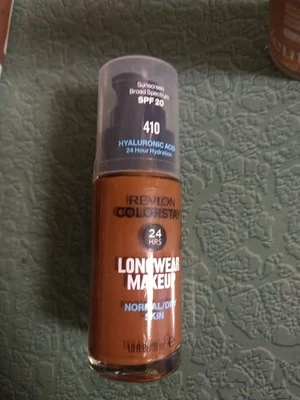 Sunscreen
Broad Spectrum
SPF 20
410
HYALURONIC ACID
24 Hour Hydration
REVLON
COLORSTAY
24
HRS
LONGWEAR
MAKEUP
NORMAL/DRY
SKIN